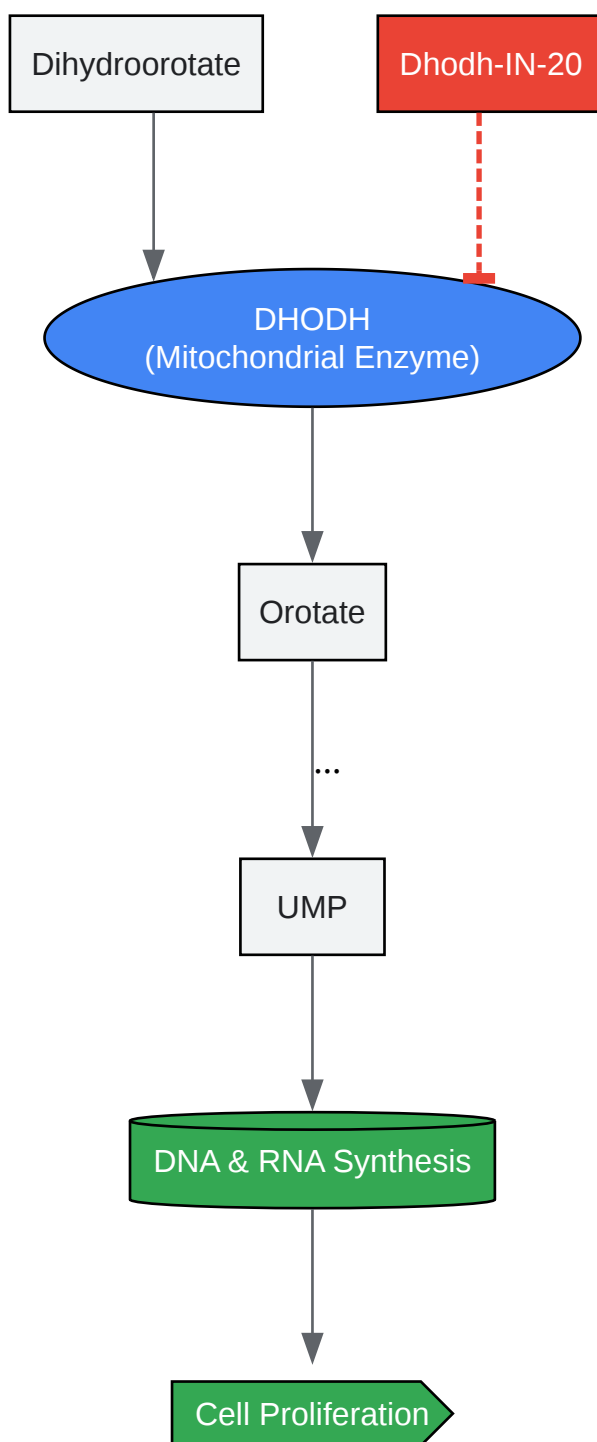 Dihydroorotate
Dhodh-IN-20
DHODH
(Mitochondrial Enzyme)
Orotate
...
UMP
DNA & RNA Synthesis
Cell Proliferation